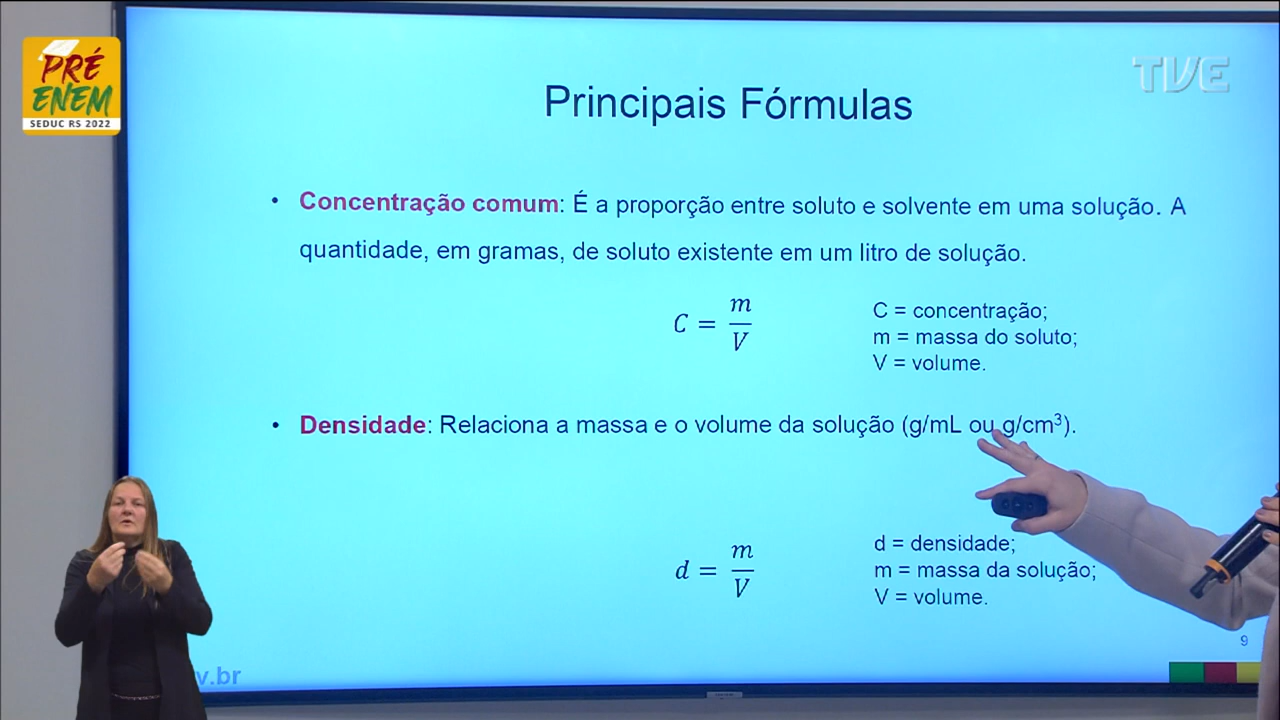 PRÉ
ENEM
SEDUC RS 2022
TVE
Principais Fórmulas
• Concentração comum: É a proporção entre soluto e solvente em uma solução. A
quantidade, em gramas, de soluto existente em um litro de solução.
C = m/V
C = concentração;
m = massa do soluto;
V = volume.
• Densidade: Relaciona a massa e o volume da solução (g/mL ou g/cm³).
d = m/V
d = densidade;
m = massa da solução;
V = volume.
9
v.br